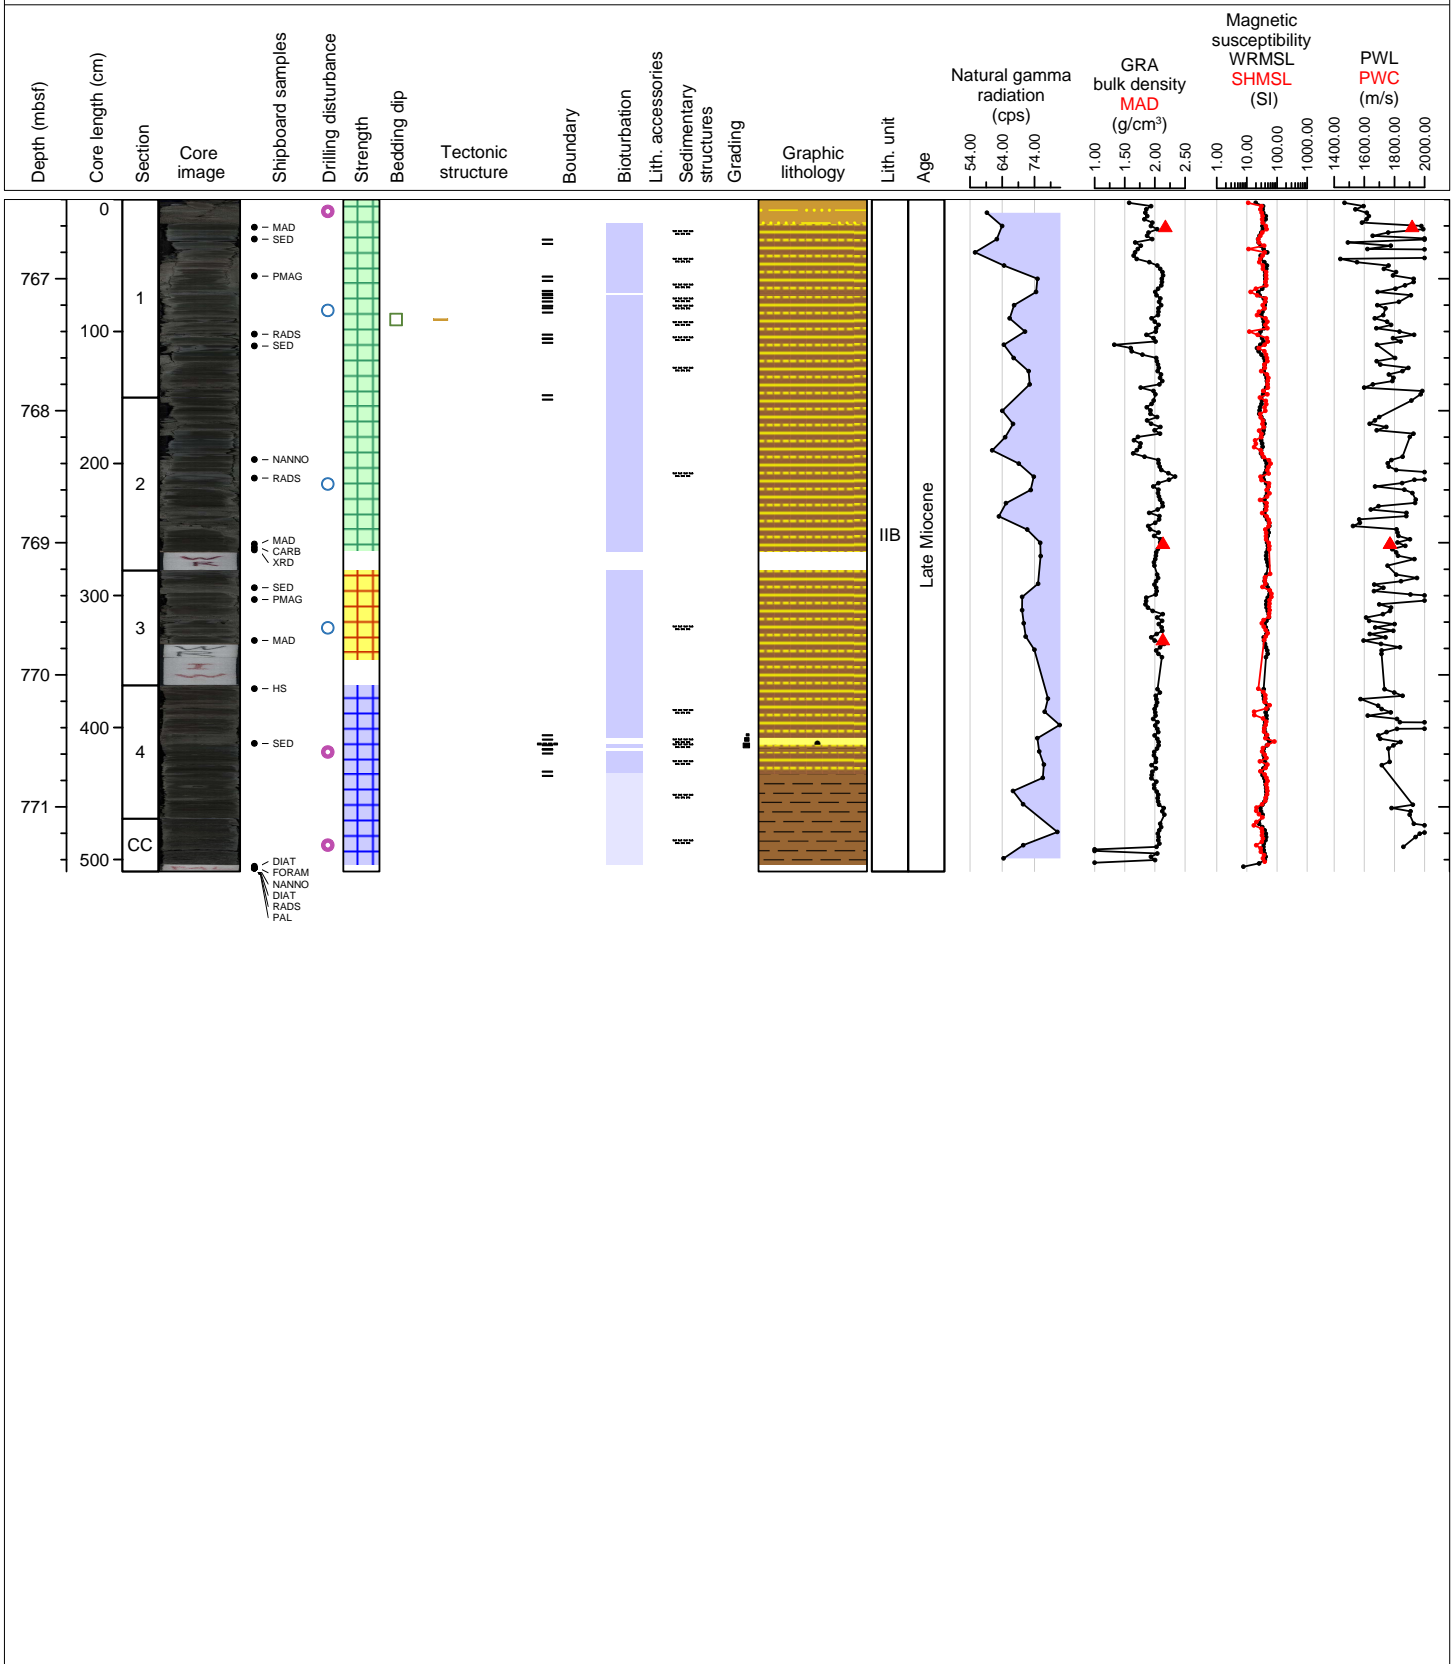 Depth (mbsf)
Core length (cm)
Section
Core
image
Shipboard samples
Drilling disturbance
Strength
Bedding dip
Tectonic
structure
Boundary
Bioturbation
Lith. accessories
Sedimentary
structures
Grading
Graphic
lithology
Lith. unit
Age
Natural gamma
radiation
(cps)
54.00
64.00
74.00
GRA
bulk density
MAD
(g/cm³)
1.00
1.50
2.00
2.50
Magnetic
susceptibility
WRMSL
SHMSL
(SI)
1.00
10.00
100.00
1000.00
PWL
PWC
(m/s)
1400.00
1600.00
1800.00
2000.00
767
768
769
770
771
0
100
200
300
400
500
1
2
3
4
CC
MAD
SED
PMAG
RADS
SED
NANNO
RADS
MAD
CARB
XRD
SED
PMAG
MAD
HS
SED
DIAT
FORAM
NANNO
DIAT
RADS
PAL
IIB
Late Miocene